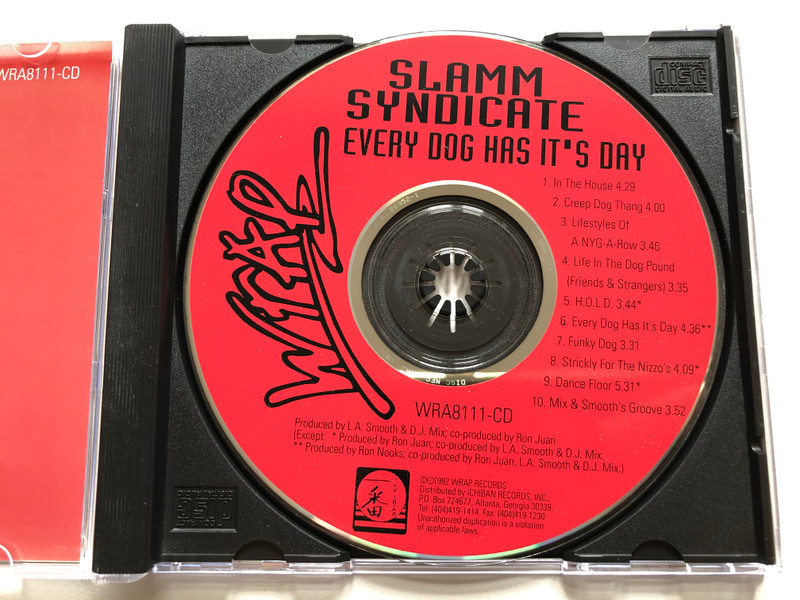 WRA8111-CD
COMPACT
disc
DIGITAL AUDIO
SLAMM
SYNDICATE
EVERY DOG HAS IT'S DAY
WRAP
1. In The House 4.29
2. Creep Dog Thang 4.00
3. Lifestyles Of
A NYG-A-Row 3.46
4. Life In The Dog Pound
(Friends & Strangers) 3.35
5. H.O.L.D. 3.44*
6. Every Dog Has It's Day 4.36**
7. Funky Dog 3.31
8. Strickly For The Nizzo's 4.09*
9. Dance Floor 5.31*
10. Mix & Smooth's Groove 3.52
DISC MEC
WRA8111-CD
Produced by L.A. Smooth & D.J. Mix; co-produced by Ron Juan
(Except: * Produced by Ron Juan; co-produced by L.A. Smooth & D.J. Mix.
** Produced by Ron Nooks; co-produced by Ron Juan, L.A. Smooth & D.J. Mix.)
©℗1992 WRAP RECORDS
Distributed by ICHIBAN RECORDS, INC.,
P.O. Box 724677, Atlanta, Georgia 30339.
Tel: (404)419-1414. Fax: (404)419-1230
Unauthorized duplication is a violation
of applicable laws.